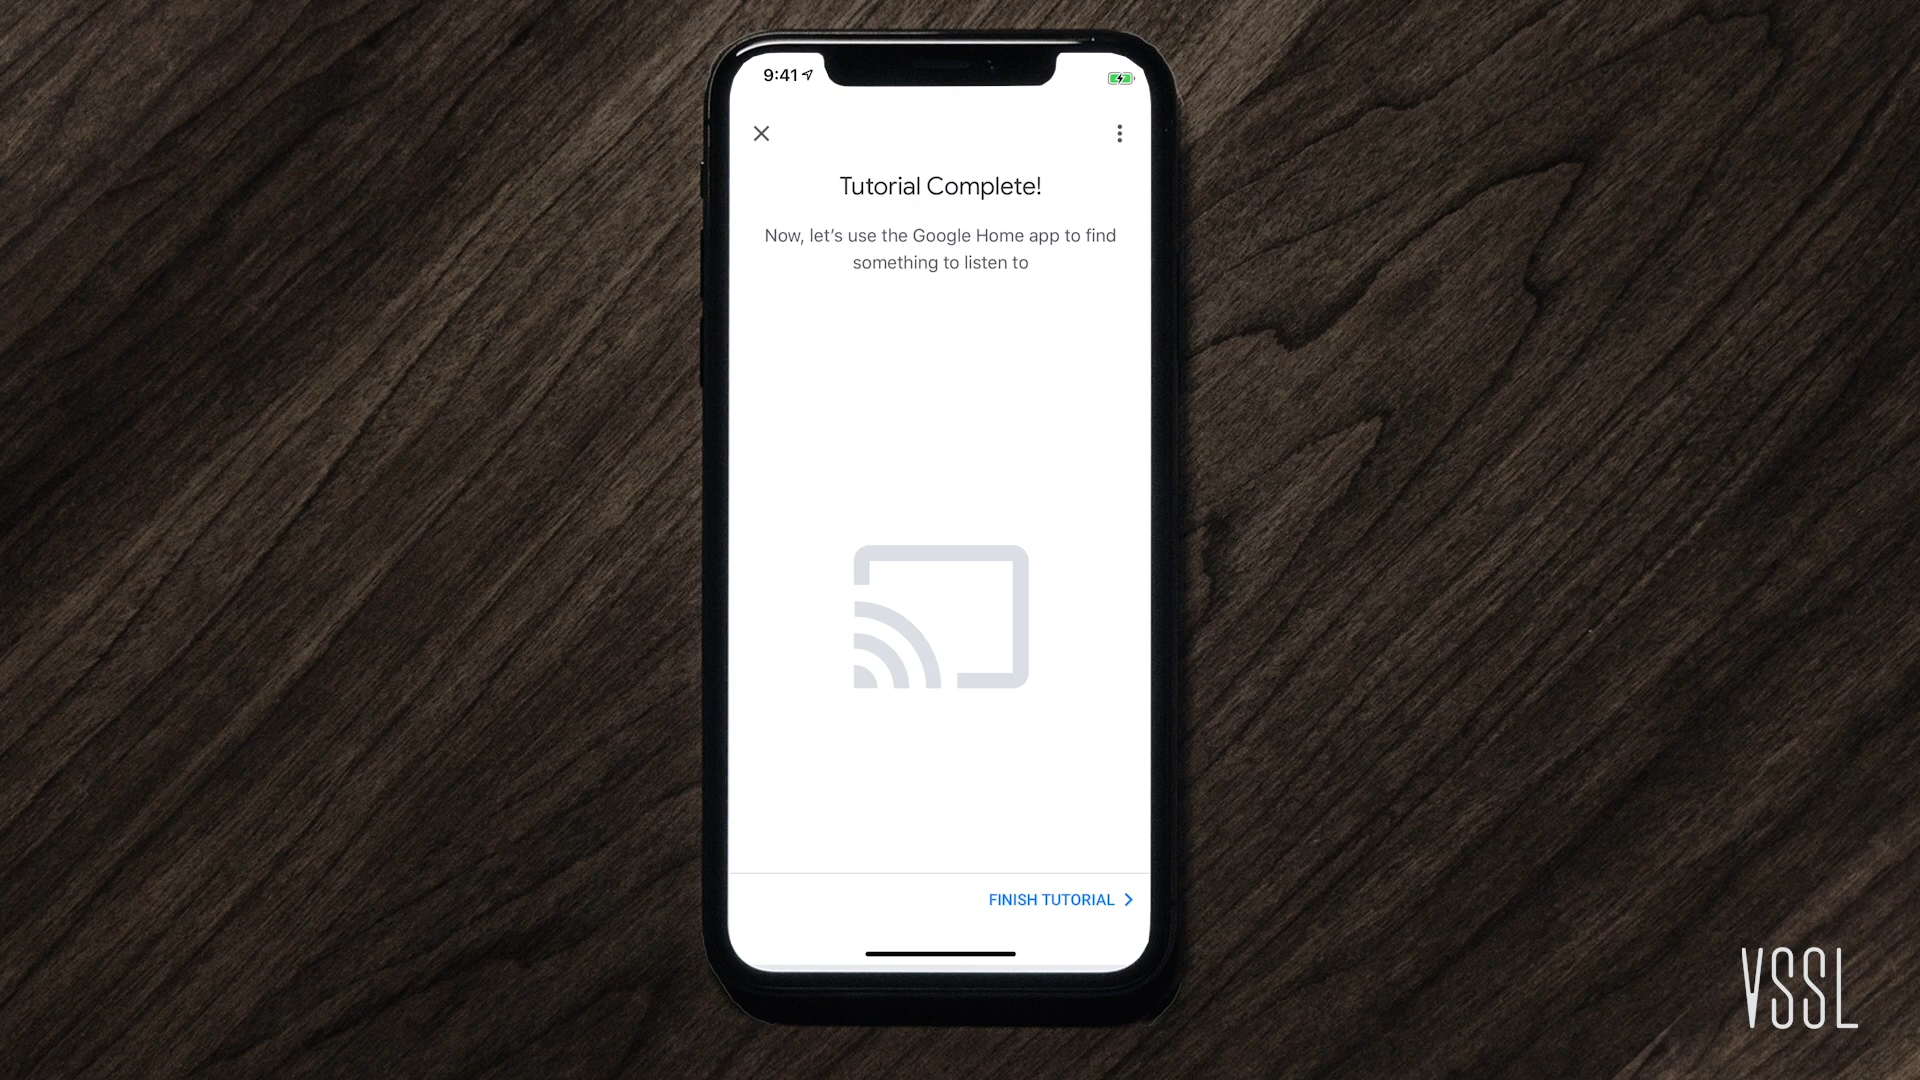 9:41
Tutorial Complete!
Now, let's use the Google Home app to find
something to listen to
FINISH TUTORIAL
VSSL